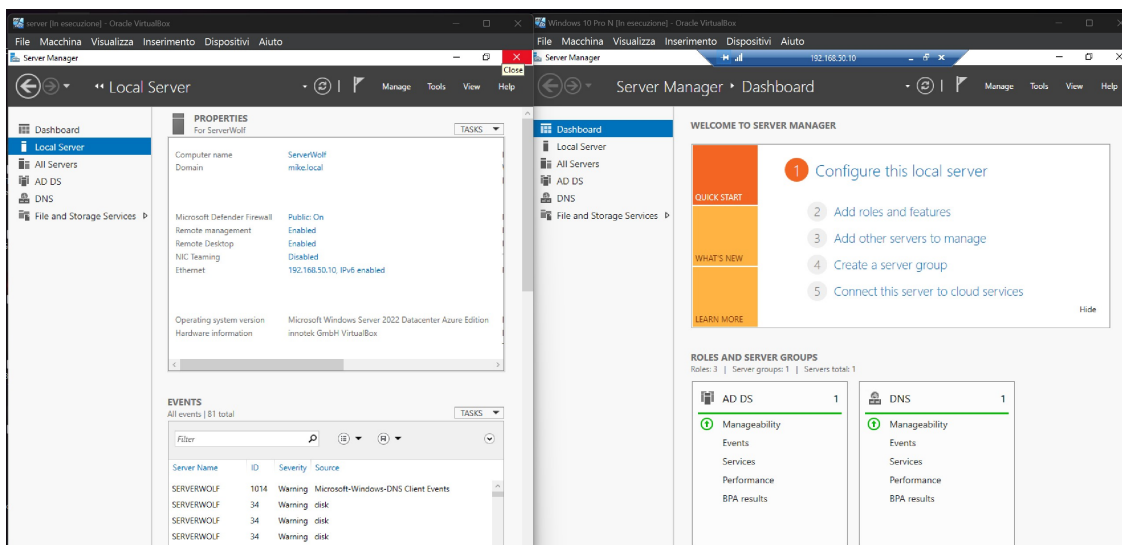 server [In esecuzione] - Oracle VirtualBox
File Macchina Visualizza Inserimento Dispositivi Aiuto
Server Manager
Close
Local Server
Manage Tools View Help
Dashboard
Local Server
All Servers
AD DS
DNS
File and Storage Services
PROPERTIES
For ServerWolf
TASKS
Computer name ServerWolf
Domain mike.local
Microsoft Defender Firewall Public: On
Remote management Enabled
Remote Desktop Enabled
NIC Teaming Disabled
Ethernet 192.168.50.10, IPv6 enabled
Operating system version Microsoft Windows Server 2022 Datacenter Azure Edition
Hardware information innotek GmbH VirtualBox
EVENTS
All events | 81 total
TASKS
Filter
Server Name ID Severity Source
SERVERWOLF 1014 Warning Microsoft-Windows-DNS Client Events
SERVERWOLF 34 Warning disk
SERVERWOLF 34 Warning disk
SERVERWOLF 34 Warning disk
Windows 10 Pro N [In esecuzione] - Oracle VirtualBox
File Macchina Visualizza Inserimento Dispositivi Aiuto
Server Manager
192.168.50.10
Server Manager Dashboard
Manage Tools View Help
Dashboard
Local Server
All Servers
AD DS
DNS
File and Storage Services
WELCOME TO SERVER MANAGER
QUICK START
WHAT'S NEW
LEARN MORE
1 Configure this local server
2 Add roles and features
3 Add other servers to manage
4 Create a server group
5 Connect this server to cloud services
Hide
ROLES AND SERVER GROUPS
Roles: 3 | Server groups: 1 | Servers total: 1
AD DS 1
Manageability
Events
Services
Performance
BPA results
DNS 1
Manageability
Events
Services
Performance
BPA results